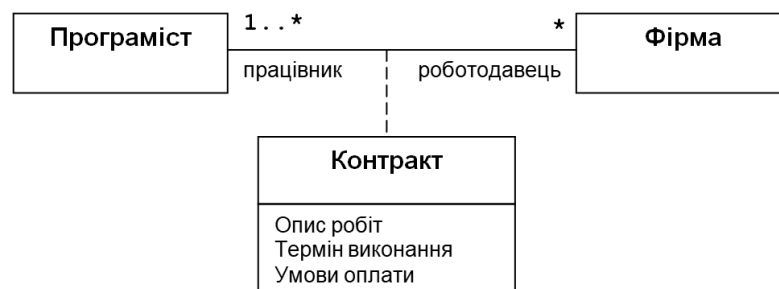 Програміст
1..*
*
Фірма
працівник
роботодавець
Контракт
Опис робіт
Термін виконання
Умови оплати